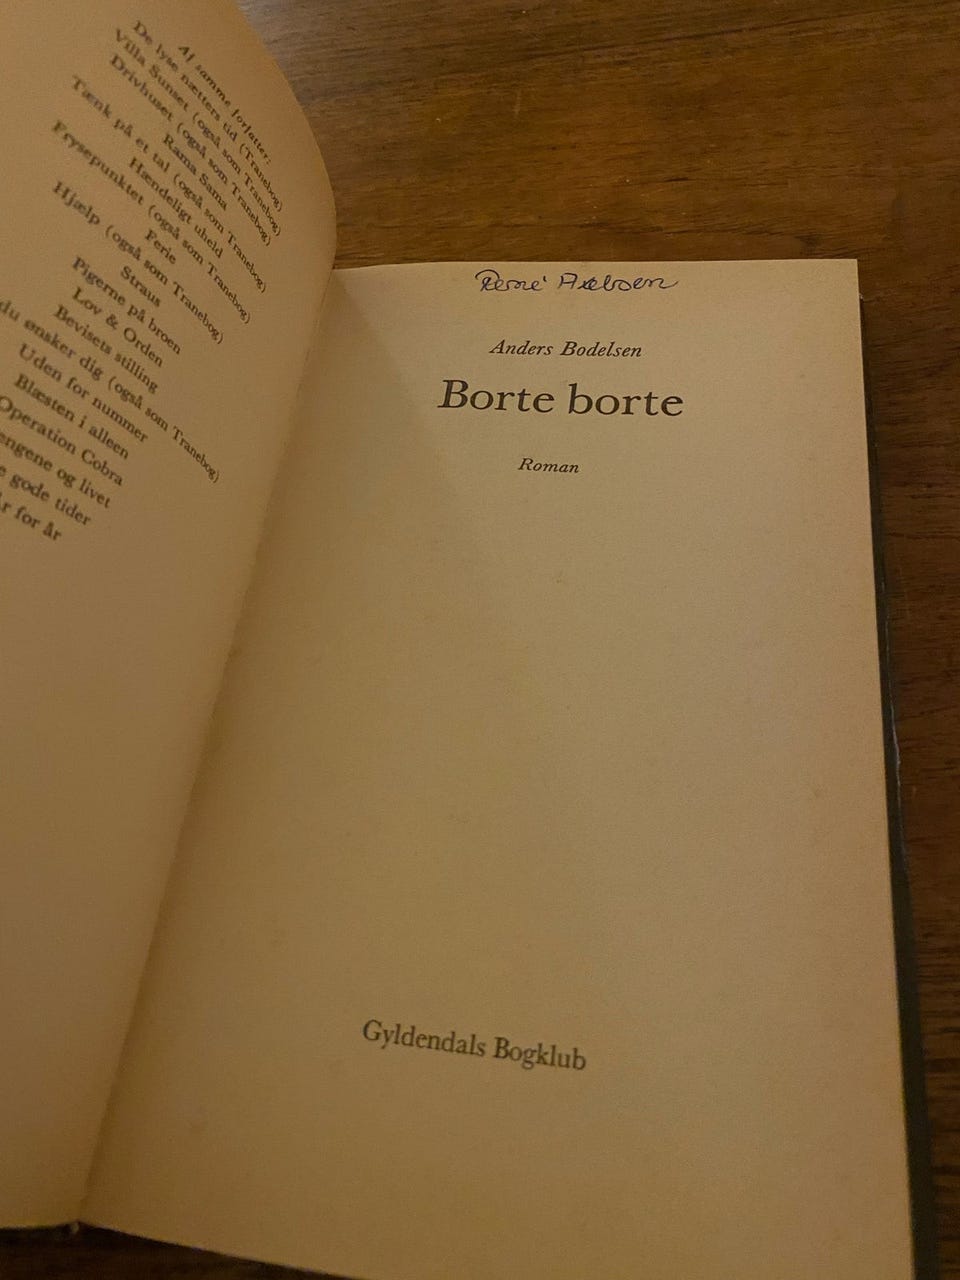 Af samme forfatter:
De lyse nætters tid (Tranebog)
Villa Sunset (også som Tranebog)
Drivhuset (også som Tranebog)
Rama Sama
Tænk på et tal (også som Tranebog)
Hændeligt uheld
Frysepunktet (også som Tranebog)
Ferie
Hjælp (også som Tranebog)
Straus
Pigerne på broen
Lov & Orden
Bevisets stilling
du ønsker dig (også som Tranebog)
Uden for nummer
Blæsten i alleen
Operation Cobra
engene og livet
gode tider
for år
René Axelsen
Anders Bodelsen
Borte borte
Roman
Gyldendals Bogklub